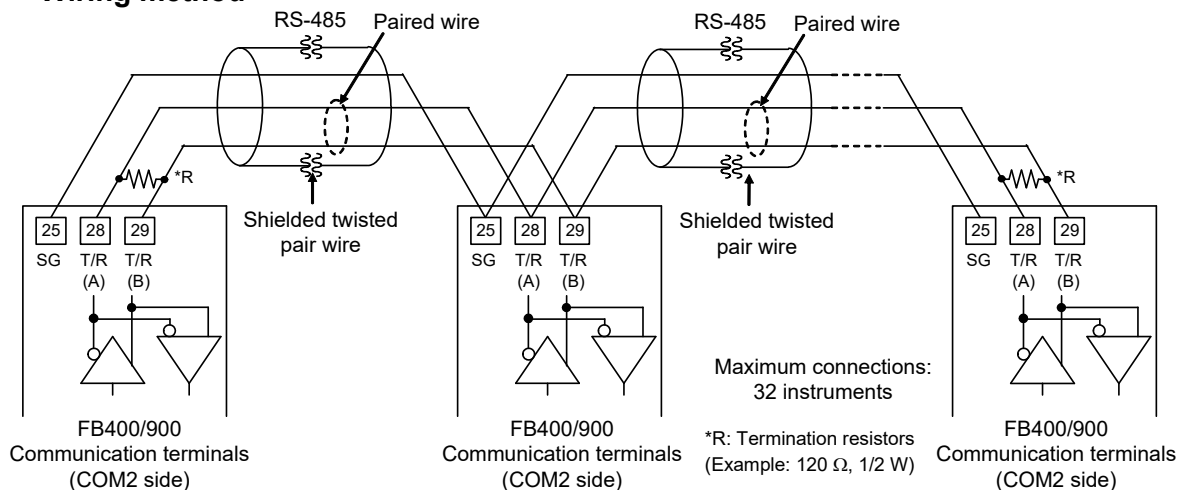 Wiring method
RS-485
Paired wire
RS-485
Paired wire
*R
*R
Shielded twisted
pair wire
Shielded twisted
pair wire
25
28
29
SG
T/R
(A)
T/R
(B)
25
28
29
SG
T/R
(A)
T/R
(B)
25
28
29
SG
T/R
(A)
T/R
(B)
Maximum connections:
32 instruments
*R: Termination resistors
(Example: 120 Ω, 1/2 W)
FB400/900
Communication terminals
(COM2 side)
FB400/900
Communication terminals
(COM2 side)
FB400/900
Communication terminals
(COM2 side)